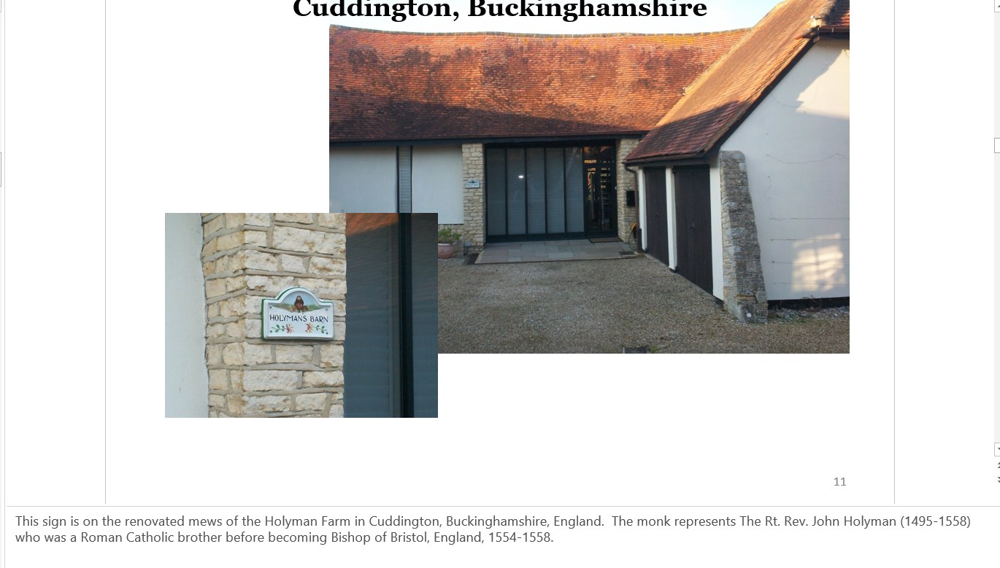 Cuddington, Buckinghamshire
HOLYMANS BARN
11
This sign is on the renovated mews of the Holyman Farm in Cuddington, Buckinghamshire, England.  The monk represents The Rt. Rev. John Holyman (1495-1558)
who was a Roman Catholic brother before becoming Bishop of Bristol, England, 1554-1558.